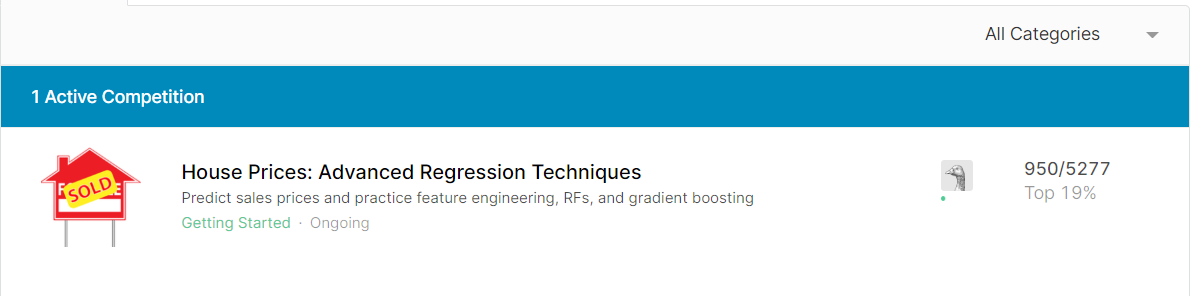 All Categories
1 Active Competition
SOLD
House Prices: Advanced Regression Techniques
Predict sales prices and practice feature engineering, RFs, and gradient boosting
Getting Started · Ongoing
950/5277
Top 19%